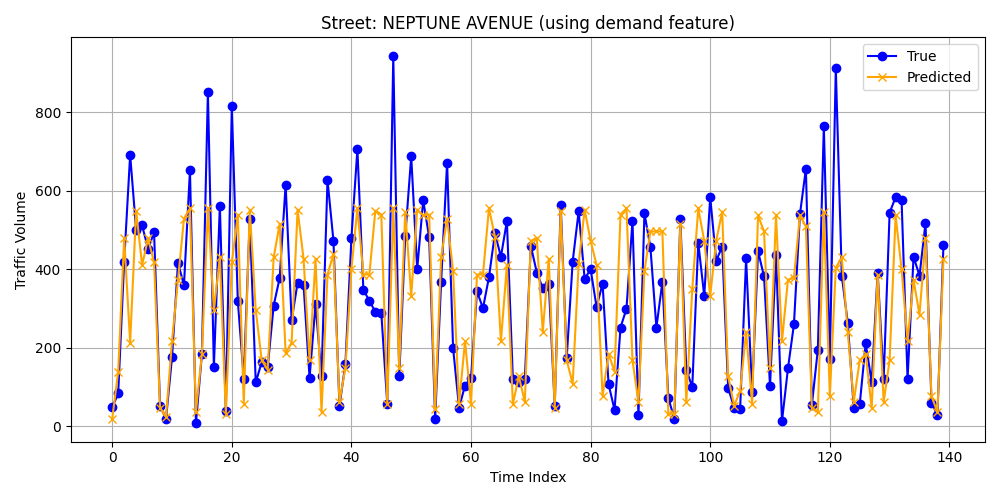 Street: NEPTUNE AVENUE (using demand feature)
True
Predicted
Traffic Volume
800
600
400
200
0
0 20 40 60 80 100 120 140
Time Index